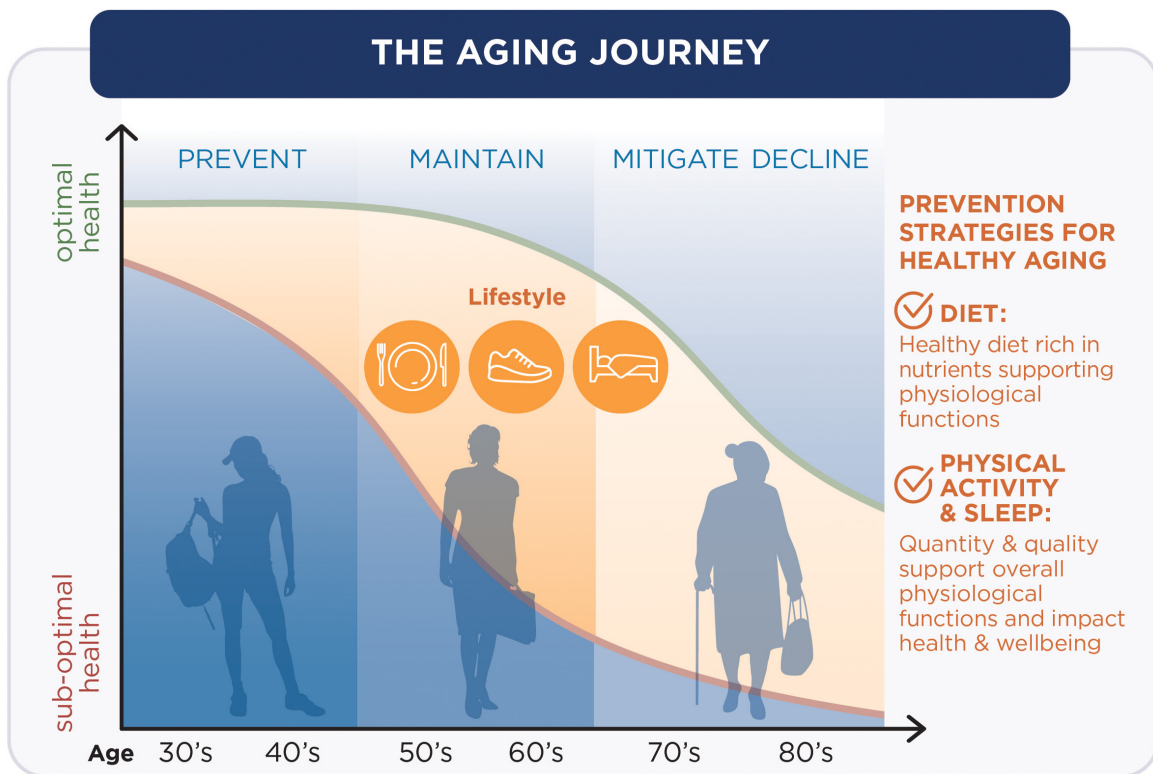 THE AGING JOURNEY
PREVENT
MAINTAIN
MITIGATE DECLINE
optimal
health
sub-optimal
health
Lifestyle
Age 30's 40's 50's 60's 70's 80's
PREVENTION
STRATEGIES FOR
HEALTHY AGING
DIET:
Healthy diet rich in
nutrients supporting
physiological
functions
PHYSICAL
ACTIVITY
& SLEEP:
Quantity & quality
support overall
physiological
functions and impact
health & wellbeing